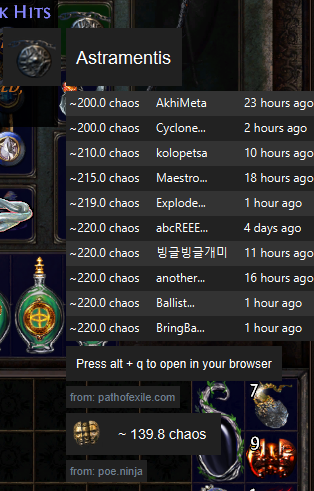 k Hits
Astramentis
~200.0 chaos AkhiMeta 23 hours ago
~200.0 chaos Cyclone... 2 hours ago
~210.0 chaos kolopetsa 10 hours ago
~215.0 chaos Maestro... 18 hours ago
~219.0 chaos Explode... 1 hour ago
~220.0 chaos abcREEE... 4 days ago
~220.0 chaos 빙글빙글개미 11 hours ago
~220.0 chaos another... 16 hours ago
~220.0 chaos Ballist... 1 hour ago
~220.0 chaos BringBa... 1 hour ago
Press alt + q to open in your browser
from: pathofexile.com
7
~ 139.8 chaos
9
from: poe.ninja